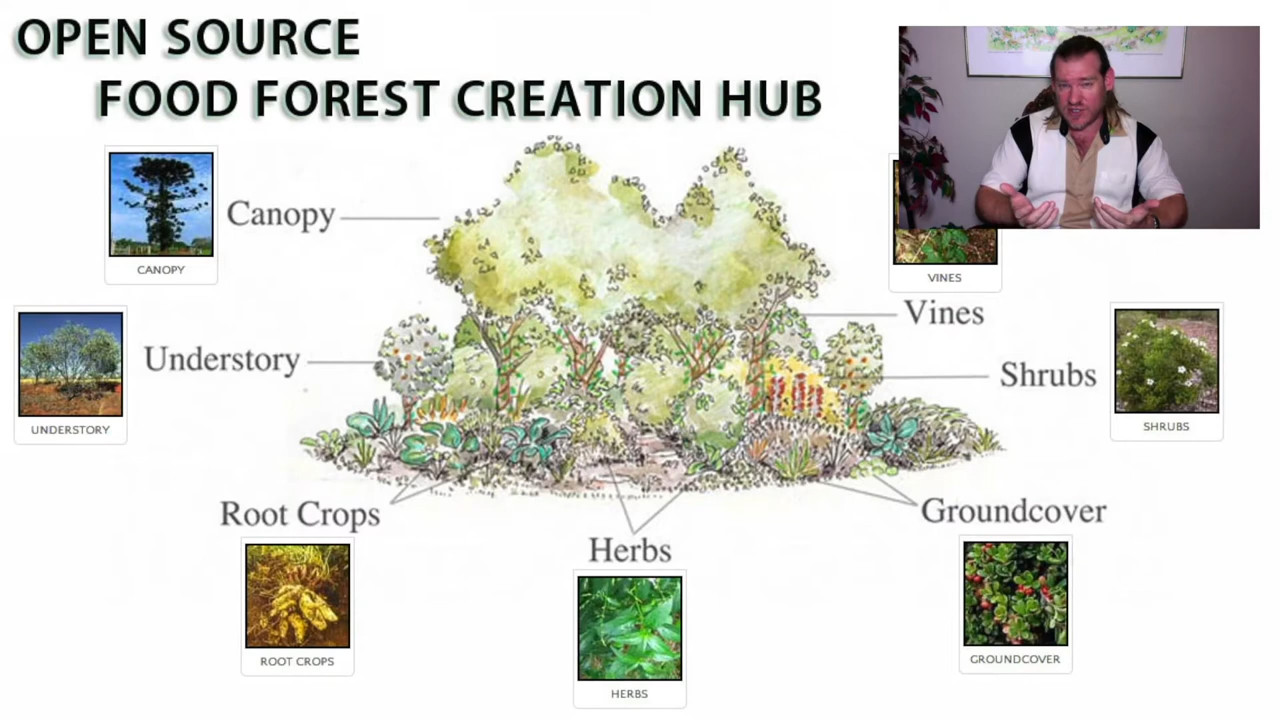 OPEN SOURCE
FOOD FOREST CREATION HUB
CANOPY
Canopy
VINES
Vines
UNDERSTORY
Understory
Shrubs
SHRUBS
Root Crops
Groundcover
Herbs
ROOT CROPS
GROUNDCOVER
HERBS